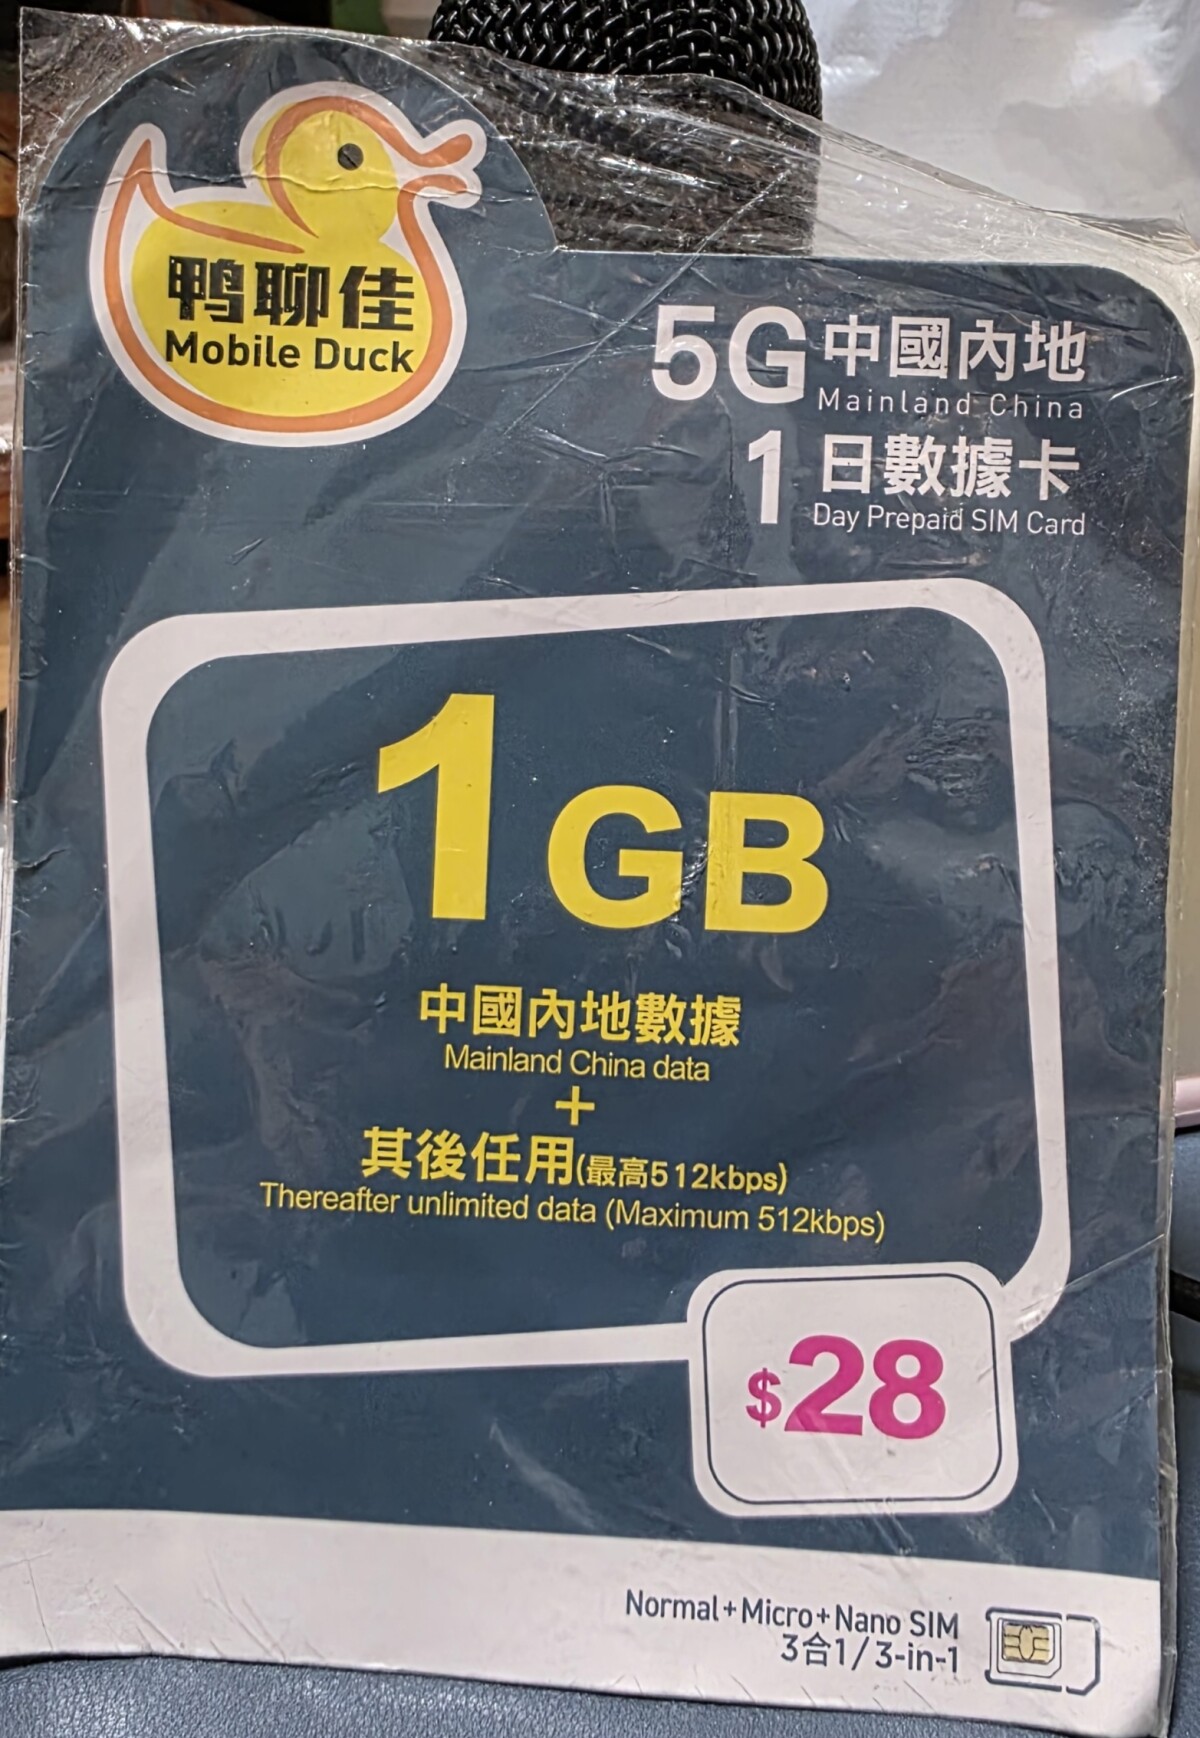 鸭聊佳
Mobile Duck
5G 中國內地
Mainland China
1 日數據卡
Day Prepaid SIM Card
1GB
中國內地數據
Mainland China data
+
其後任用(最高512kbps)
Thereafter unlimited data (Maximum 512kbps)
$28
Normal+Micro+Nano SIM
3合1/3-in-1